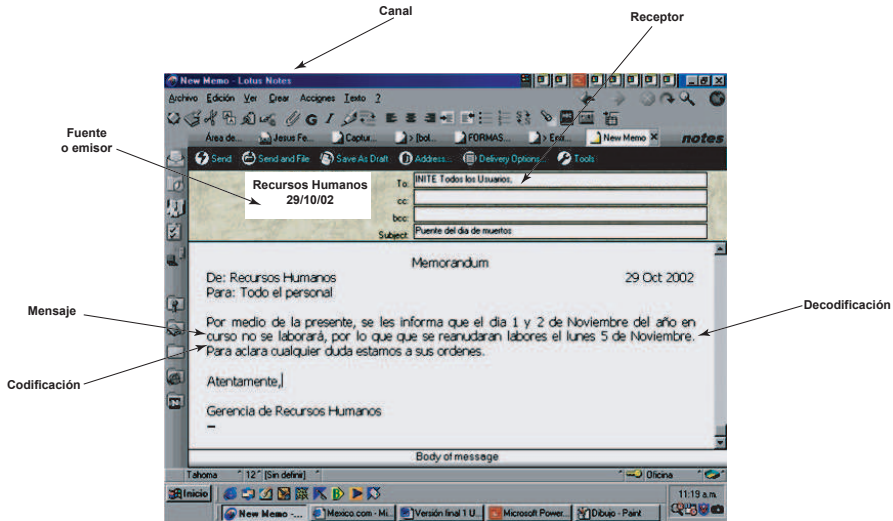 Canal
Receptor
New Memo - Lotus Notes
Archivo Edición Ver Crear Acciones Texto ?
Área de... Jesus Fe... Captur... > (bol... FORMAS... > Enri... New Memo notes
Fuente
o emisor
Send Send and File Save As Draft Address... Delivery Options... Tools
Recursos Humanos
29/10/02
To: INITE Todos los Usuarios,
cc:
bcc:
Subject: Puente del dia de muertos
Memorandum
De: Recursos Humanos 29 Oct 2002
Para: Todo el personal
Mensaje
Decodificación
Por medio de la presente, se les informa que el dia 1 y 2 de Noviembre del año en
curso no se laborará, por lo que que se reanudaran labores el lunes 5 de Noviembre.
Para aclara cualquier duda estamos a sus ordenes.
Codificación
Atentamente,
Gerencia de Recursos Humanos
Body of message
Tahoma 12 [Sin definir] Oficina
Inicio 11:19 a.m.
New Memo -... Mexico.com - Mi... Versión final 1 U... Microsoft Power... Dibujo - Paint